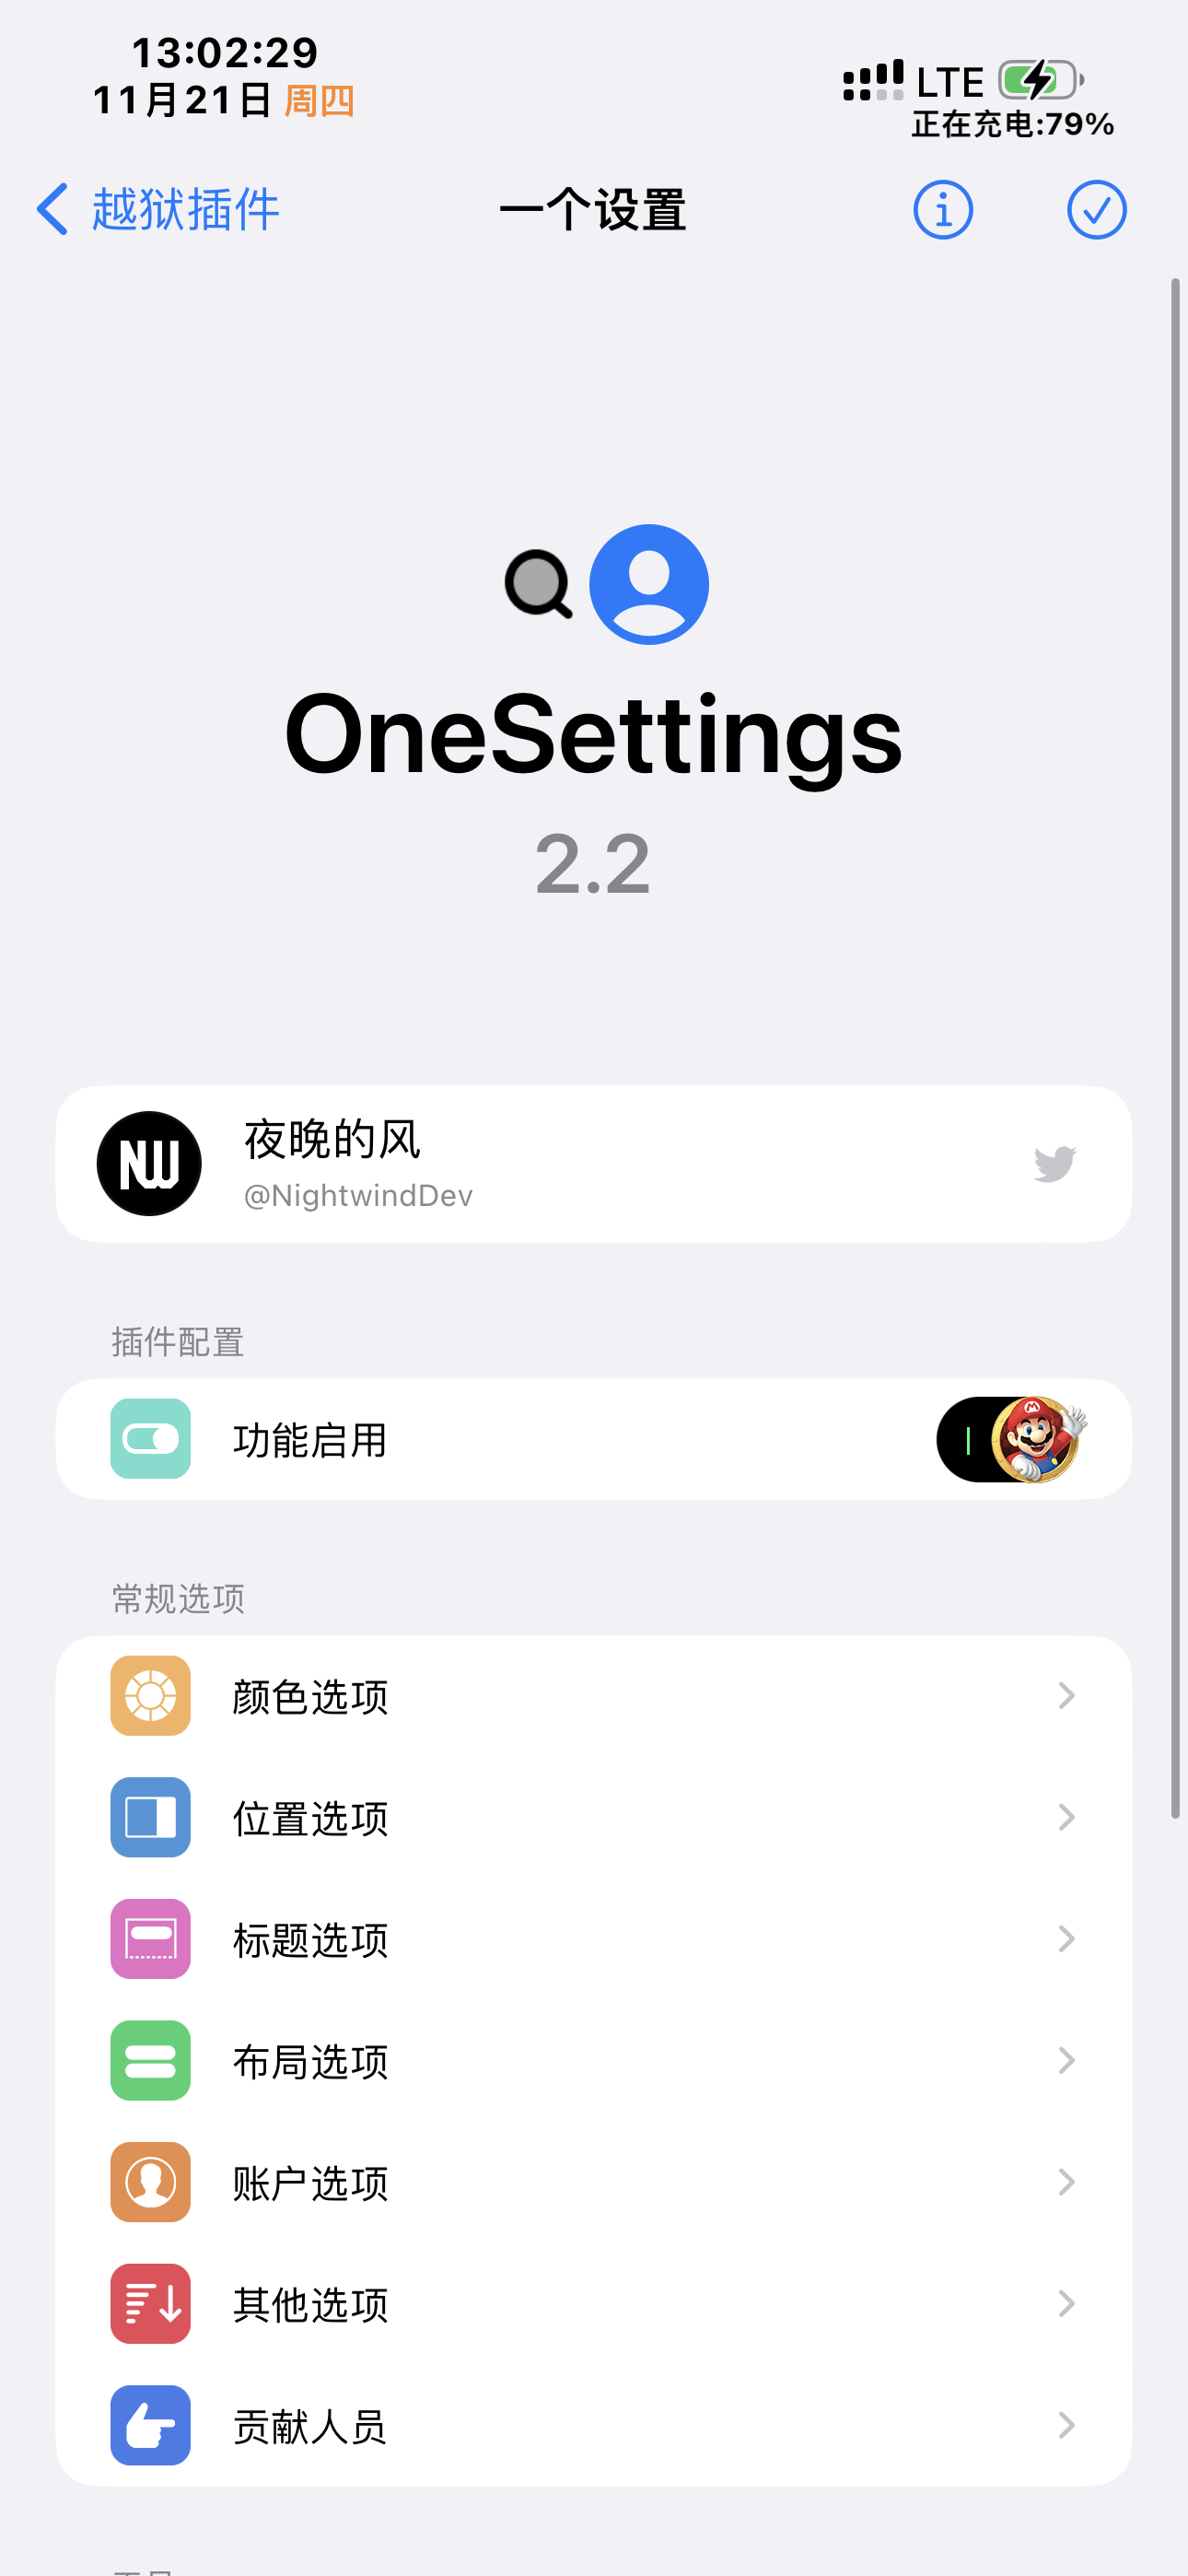 13:02:29
11月21日 周四
LTE
正在充电:79%
越狱插件
一个设置
OneSettings
2.2
NW
夜晚的风
@NightwindDev
插件配置
功能启用
常规选项
颜色选项
位置选项
标题选项
布局选项
账户选项
其他选项
贡献人员